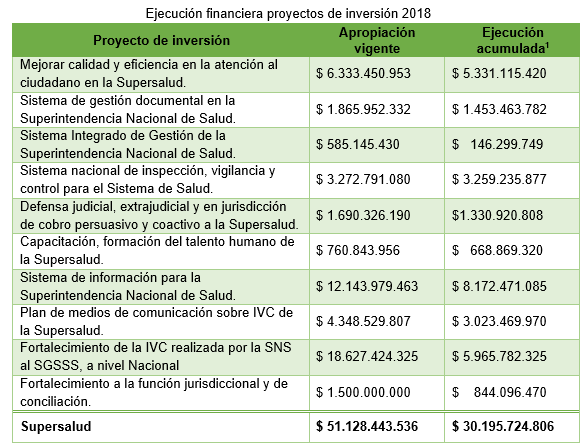 Ejecución financiera proyectos de inversión 2018
Proyecto de inversión
Apropiación
vigente
Ejecución
acumulada¹
Mejorar calidad y eficiencia en la atención al
ciudadano en la Supersalud.
$ 6.333.450.953
$ 5.331.115.420
Sistema de gestión documental en la
Superintendencia Nacional de Salud.
$ 1.865.952.332
$ 1.453.463.782
Sistema Integrado de Gestión de la
Superintendencia Nacional de Salud.
$ 585.145.430
$ 146.299.749
Sistema nacional de inspección, vigilancia y
control para el Sistema de Salud.
$ 3.272.791.080
$ 3.259.235.877
Defensa judicial, extrajudicial y en jurisdicción
de cobro persuasivo y coactivo a la Supersalud.
$ 1.690.326.190
$1.330.920.808
Capacitación, formación del talento humano de
la Supersalud.
$ 760.843.956
$ 668.869.320
Sistema de información para la
Superintendencia Nacional de Salud.
$ 12.143.979.463
$ 8.172.471.085
Plan de medios de comunicación sobre IVC de
la Supersalud.
$ 4.348.529.807
$ 3.023.469.970
Fortalecimiento de la IVC realizada por la SNS
al SGSSS, a nivel Nacional
$ 18.627.424.325
$ 5.965.782.325
Fortalecimiento a la función jurisdiccional y de
conciliación.
$ 1.500.000.000
$ 844.096.470
Supersalud
$ 51.128.443.536
$ 30.195.724.806